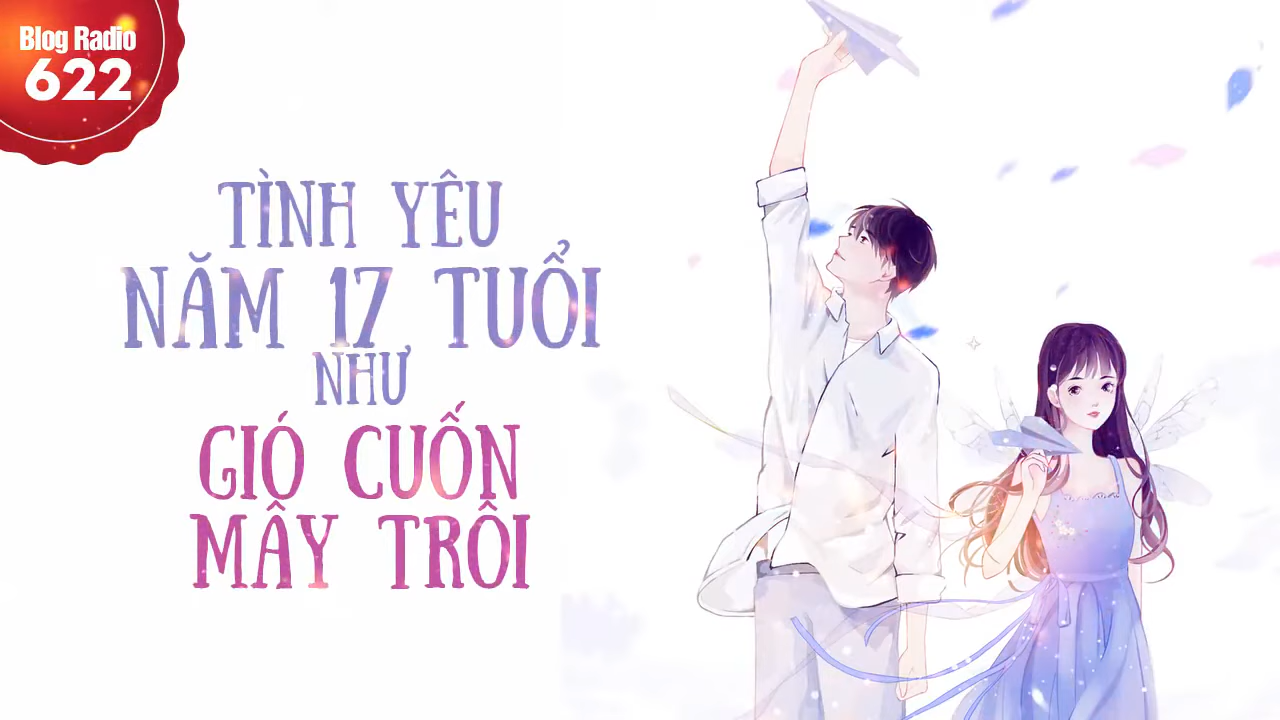 Blog Radio
622
TÌNH YÊU
NĂM 17 TUỔI
NHƯ
GIÓ CUỐN
MÂY TRÔI